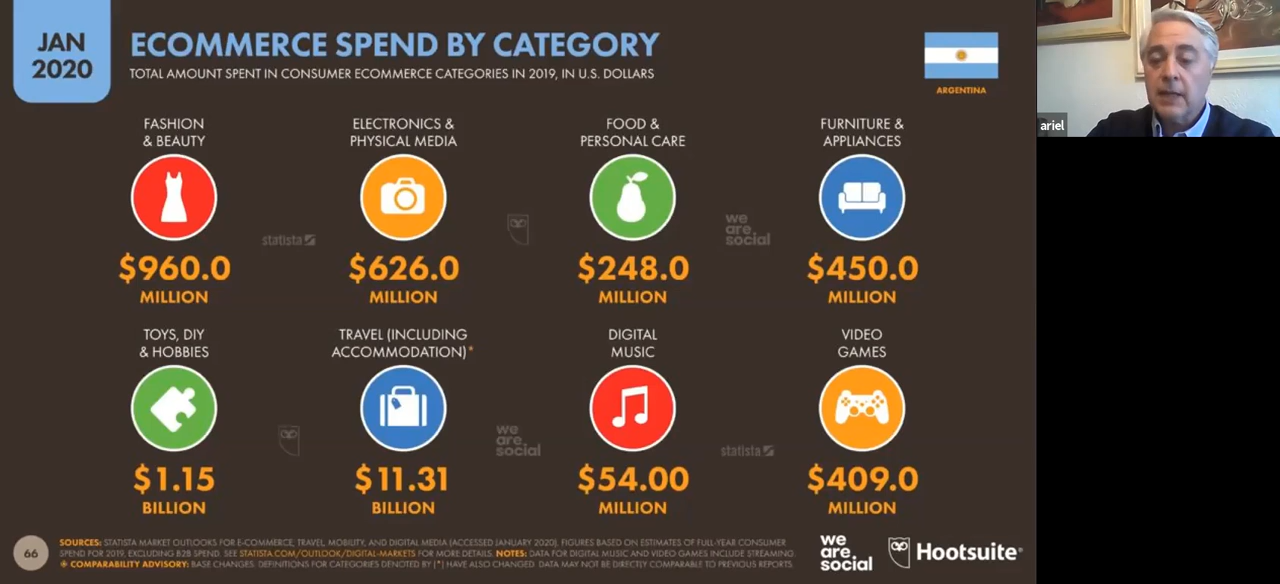 JAN
2020
ECOMMERCE SPEND BY CATEGORY
TOTAL AMOUNT SPENT IN CONSUMER ECOMMERCE CATEGORIES IN 2019, IN U.S. DOLLARS
ARGENTINA
ariel
FASHION
& BEAUTY
ELECTRONICS &
PHYSICAL MEDIA
FOOD &
PERSONAL CARE
FURNITURE &
APPLIANCES
statista
we
are.
social
$960.0
MILLION
$626.0
MILLION
$248.0
MILLION
$450.0
MILLION
TOYS, DIY
& HOBBIES
TRAVEL (INCLUDING
ACCOMMODATION)*
DIGITAL
MUSIC
VIDEO
GAMES
we
are.
social
statista
$1.15
BILLION
$11.31
BILLION
$54.00
MILLION
$409.0
MILLION
66
SOURCES: STATISTA MARKET OUTLOOKS FOR E-COMMERCE, TRAVEL, MOBILITY, AND DIGITAL MEDIA (ACCESSED JANUARY 2020). FIGURES BASED ON ESTIMATES OF FULL-YEAR CONSUMER
SPEND FOR 2019, EXCLUDING B2B SPEND. SEE STATISTA.COM/OUTLOOK/DIGITAL-MARKETS FOR MORE DETAILS. NOTES: DATA FOR DIGITAL MUSIC AND VIDEO GAMES INCLUDE STREAMING.
* COMPARABILITY ADVISORY: BASE CHANGES. DEFINITIONS FOR CATEGORIES DENOTED BY (*) HAVE ALSO CHANGED. DATA MAY NOT BE DIRECTLY COMPARABLE TO PREVIOUS REPORTS.
we
are.
social
Hootsuite®